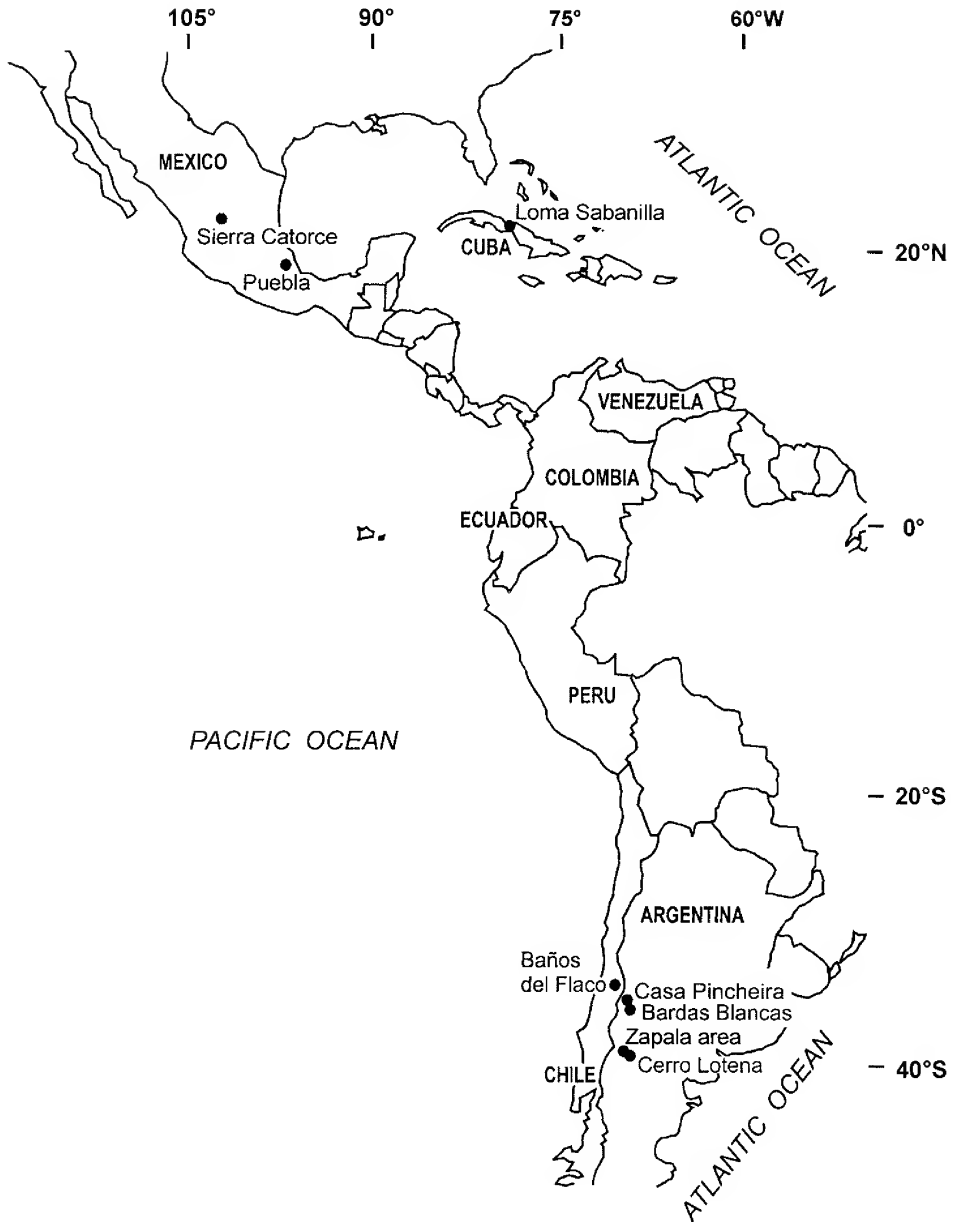 105° 90° 75° 60°W
ATLANTIC OCEAN
MEXICO
Loma Sabanilla
Sierra Catorce
CUBA
20°N
Puebla
VENEZUELA
COLOMBIA
ECUADOR
0°
PERU
PACIFIC OCEAN
20°S
ARGENTINA
Baños
del Flaco
Casa Pincheira
Bardas Blancas
Zapala area
Cerro Lotena
CHILE
40°S
ATLANTIC OCEAN